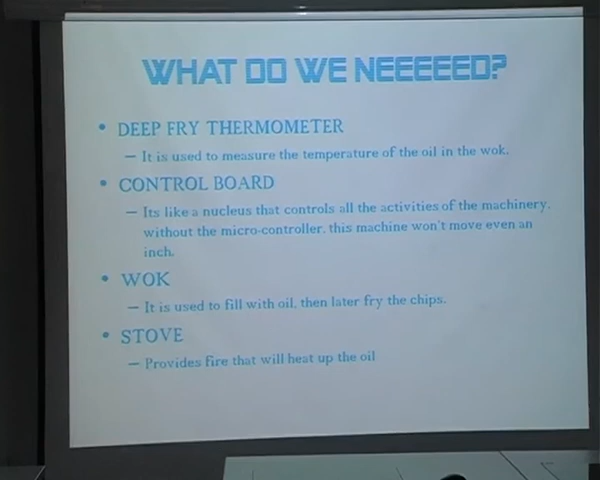 WHAT DO WE NEEEEED?
• DEEP FRY THERMOMETER
– It is used to measure the temperature of the oil in the wok.
• CONTROL BOARD
– Its like a nucleus that controls all the activities of the machinery.
without the micro-controller, this machine won't move even an
inch.
• WOK
– It is used to fill with oil, then later fry the chips.
• STOVE
– Provides fire that will heat up the oil